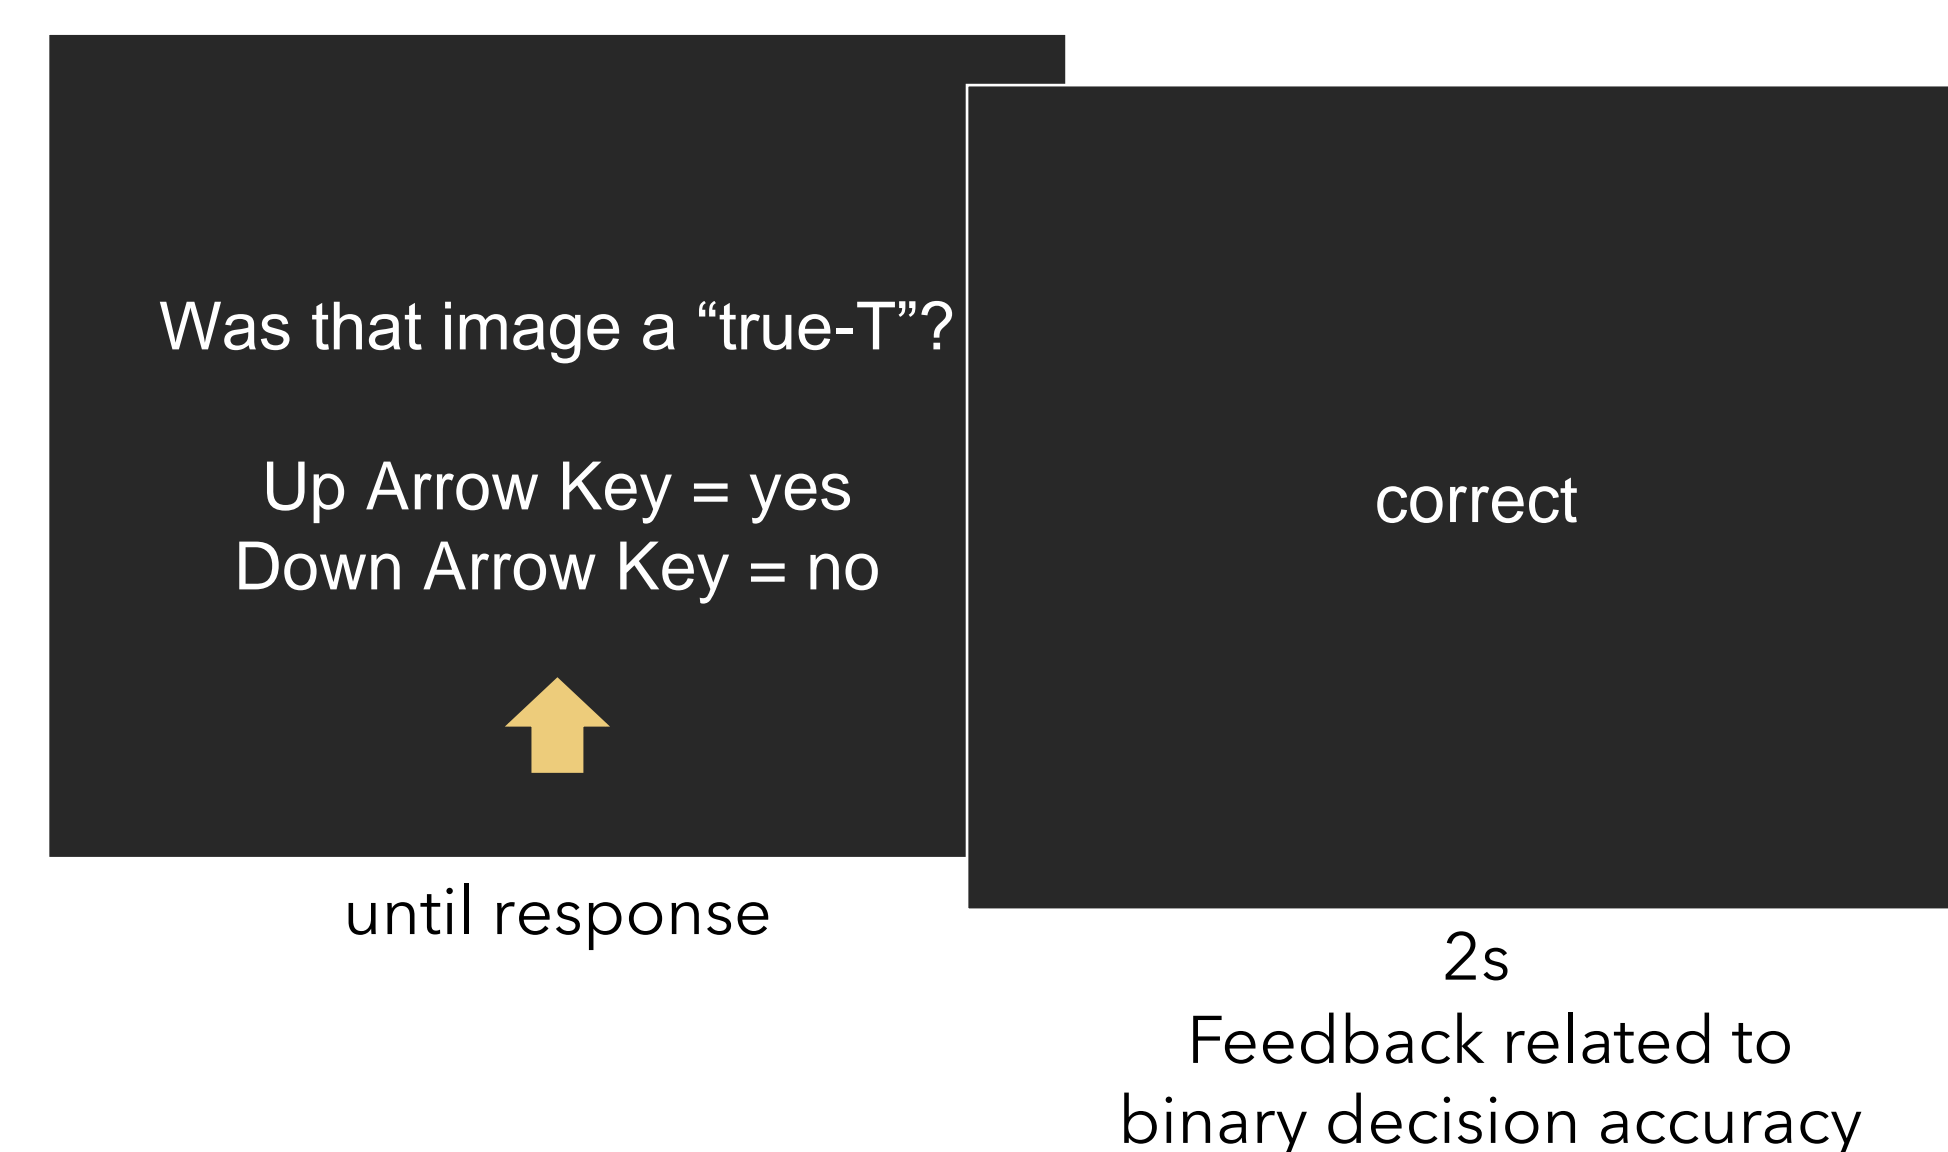 Was that image a “true-T”?
Up Arrow Key = yes
Down Arrow Key = no
until response
correct
2s
Feedback related to
binary decision accuracy